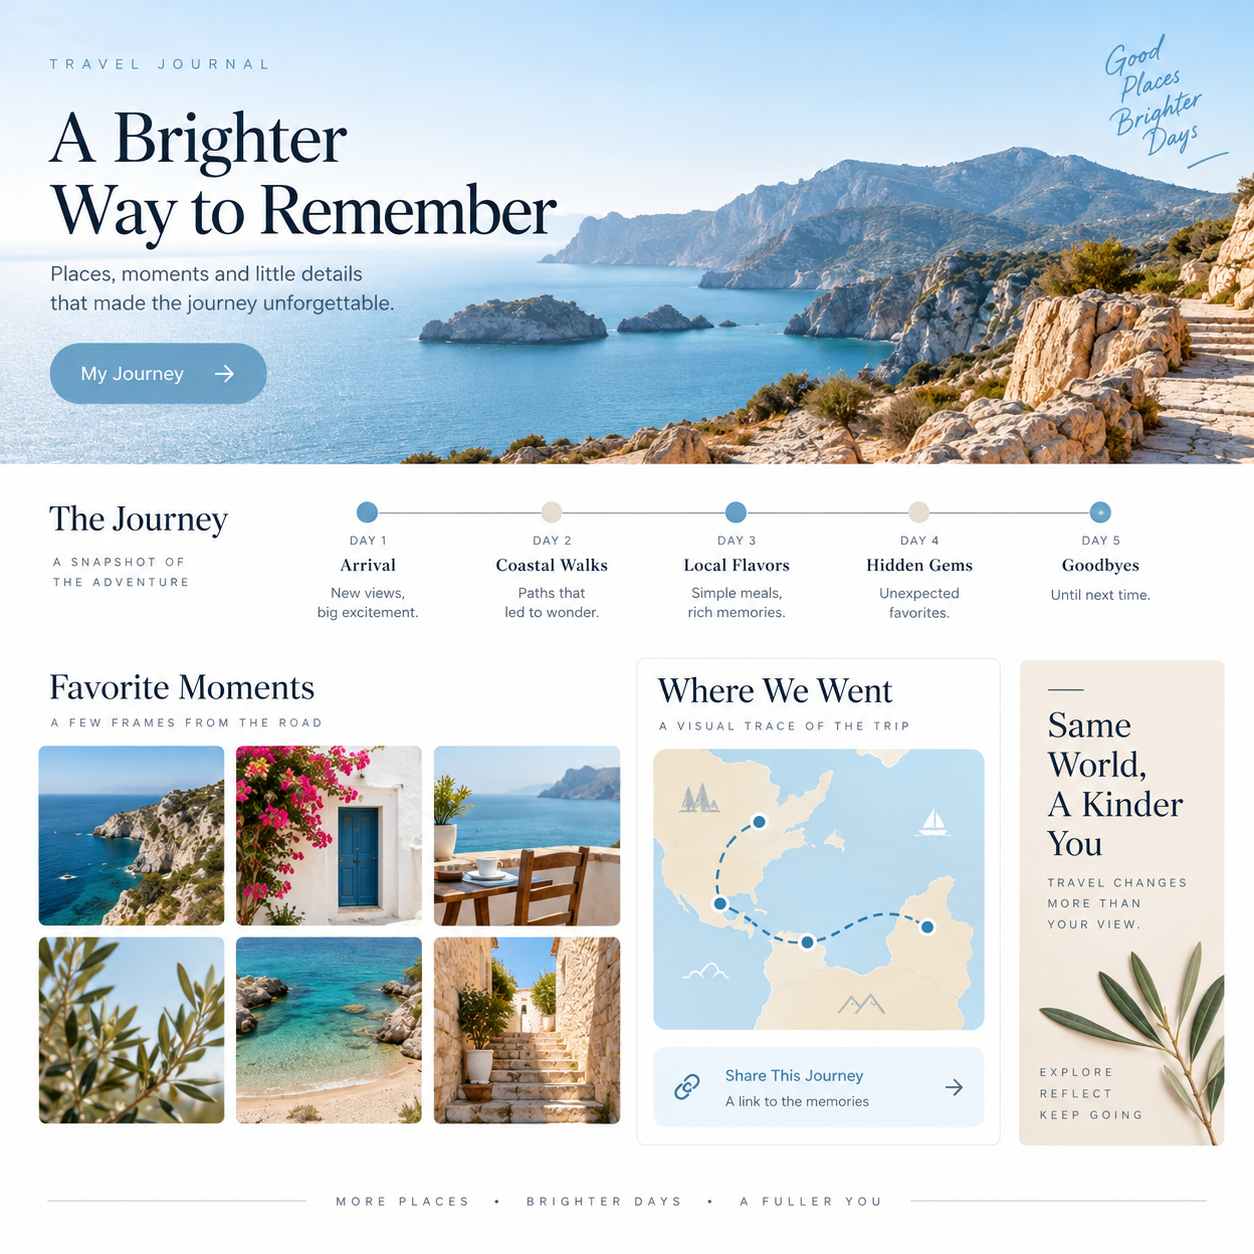 TRAVEL JOURNAL
A Brighter
Way to Remember
Places, moments and little details
that made the journey unforgettable.
My Journey
Good
Places
Brighter
Days
The Journey
A SNAPSHOT OF
THE ADVENTURE
DAY 1
Arrival
New views,
big excitement.
DAY 2
Coastal Walks
Paths that
led to wonder.
DAY 3
Local Flavors
Simple meals,
rich memories.
DAY 4
Hidden Gems
Unexpected
favorites.
DAY 5
Goodbyes
Until next time.
Favorite Moments
A FEW FRAMES FROM THE ROAD
Where We Went
A VISUAL TRACE OF THE TRIP
Share This Journey
A link to the memories
Same
World,
A Kinder
You
TRAVEL CHANGES
MORE THAN
YOUR VIEW.
EXPLORE
REFLECT
KEEP GOING
MORE PLACES • BRIGHTER DAYS • A FULLER YOU